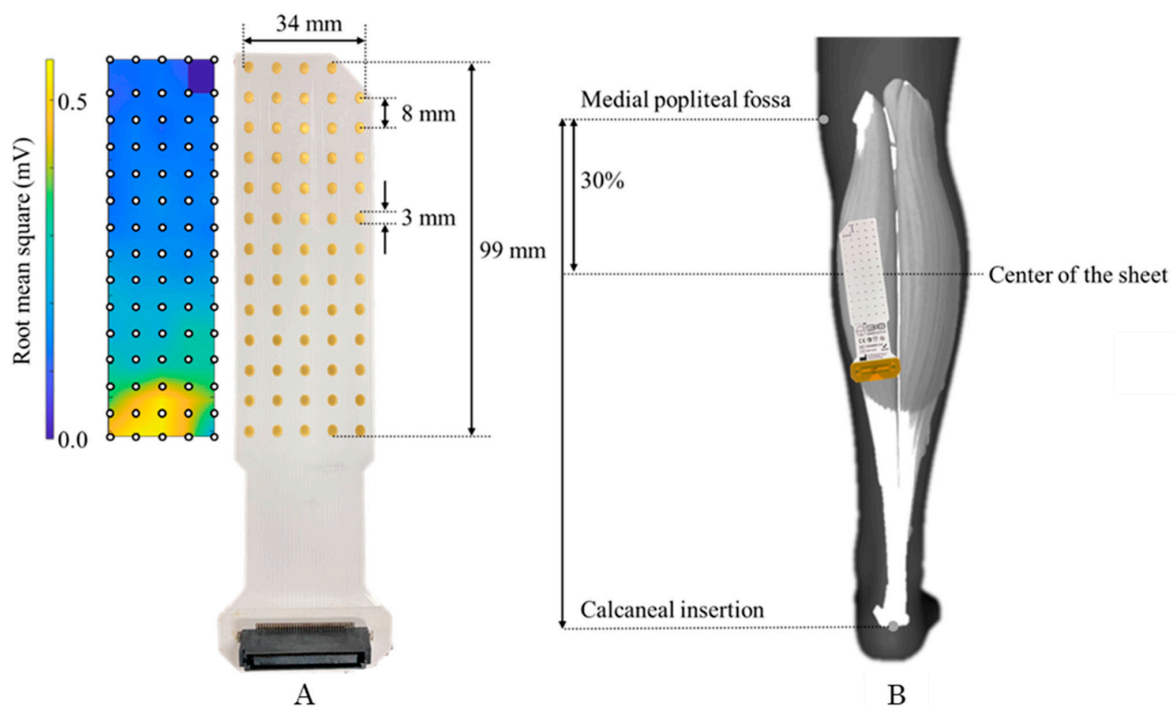 34 mm
0.5
Root mean square (mV)
0.0
8 mm
3 mm
99 mm
A
Medial popliteal fossa
30%
Center of the sheet
Calcaneal insertion
B